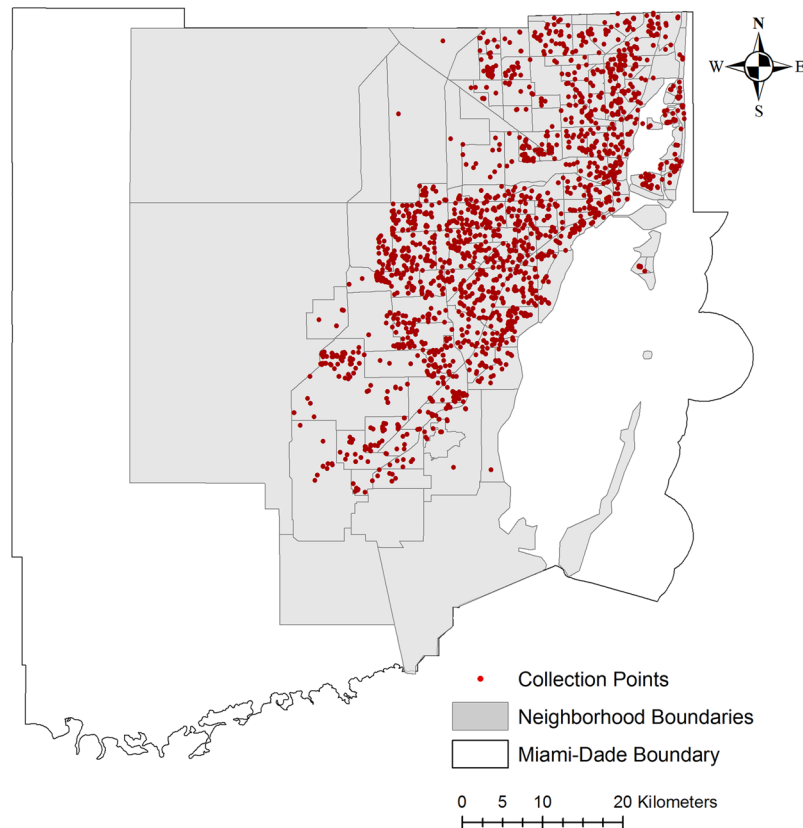 N
W E
S
Collection Points
Neighborhood Boundaries
Miami-Dade Boundary
0 5 10 20 Kilometers